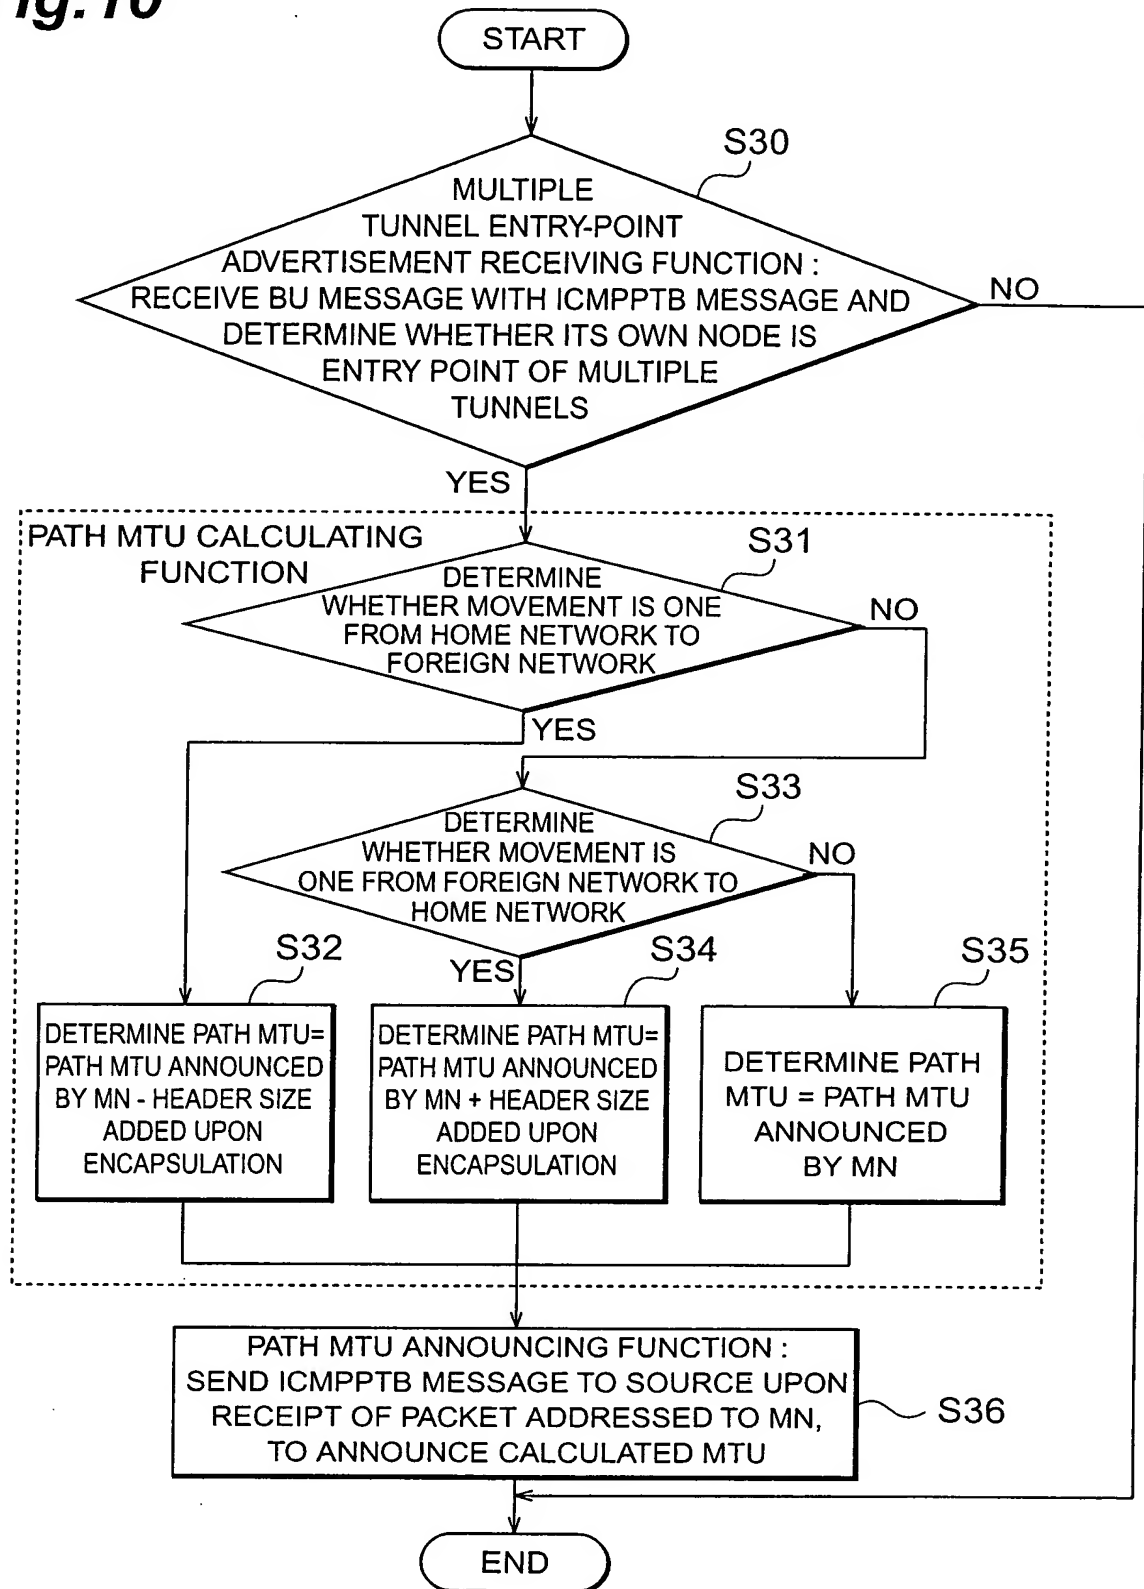 ig. 10
START
S30
MULTIPLE
TUNNEL ENTRY-POINT
ADVERTISEMENT RECEIVING FUNCTION :
RECEIVE BU MESSAGE WITH ICMPPTB MESSAGE AND
DETERMINE WHETHER ITS OWN NODE IS
ENTRY POINT OF MULTIPLE
TUNNELS
NO
YES
PATH MTU CALCULATING
FUNCTION
S31
DETERMINE
WHETHER MOVEMENT IS ONE
FROM HOME NETWORK TO
FOREIGN NETWORK
NO
YES
S33
DETERMINE
WHETHER MOVEMENT IS
ONE FROM FOREIGN NETWORK TO
HOME NETWORK
NO
YES
S32
DETERMINE PATH MTU=
PATH MTU ANNOUNCED
BY MN - HEADER SIZE
ADDED UPON
ENCAPSULATION
S34
DETERMINE PATH MTU=
PATH MTU ANNOUNCED
BY MN + HEADER SIZE
ADDED UPON
ENCAPSULATION
S35
DETERMINE PATH
MTU = PATH MTU
ANNOUNCED
BY MN
PATH MTU ANNOUNCING FUNCTION :
SEND ICMPPTB MESSAGE TO SOURCE UPON
RECEIPT OF PACKET ADDRESSED TO MN,
TO ANNOUNCE CALCULATED MTU
S36
END